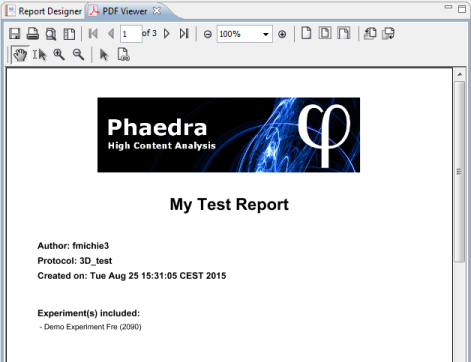 Report Designer PDF Viewer
1 of 3 100%
Phaedra
High Content Analysis
φ
My Test Report
Author: fmichie3
Protocol: 3D_test
Created on: Tue Aug 25 15:31:05 CEST 2015
Experiment(s) included:
- Demo Experiment Fre (2090)